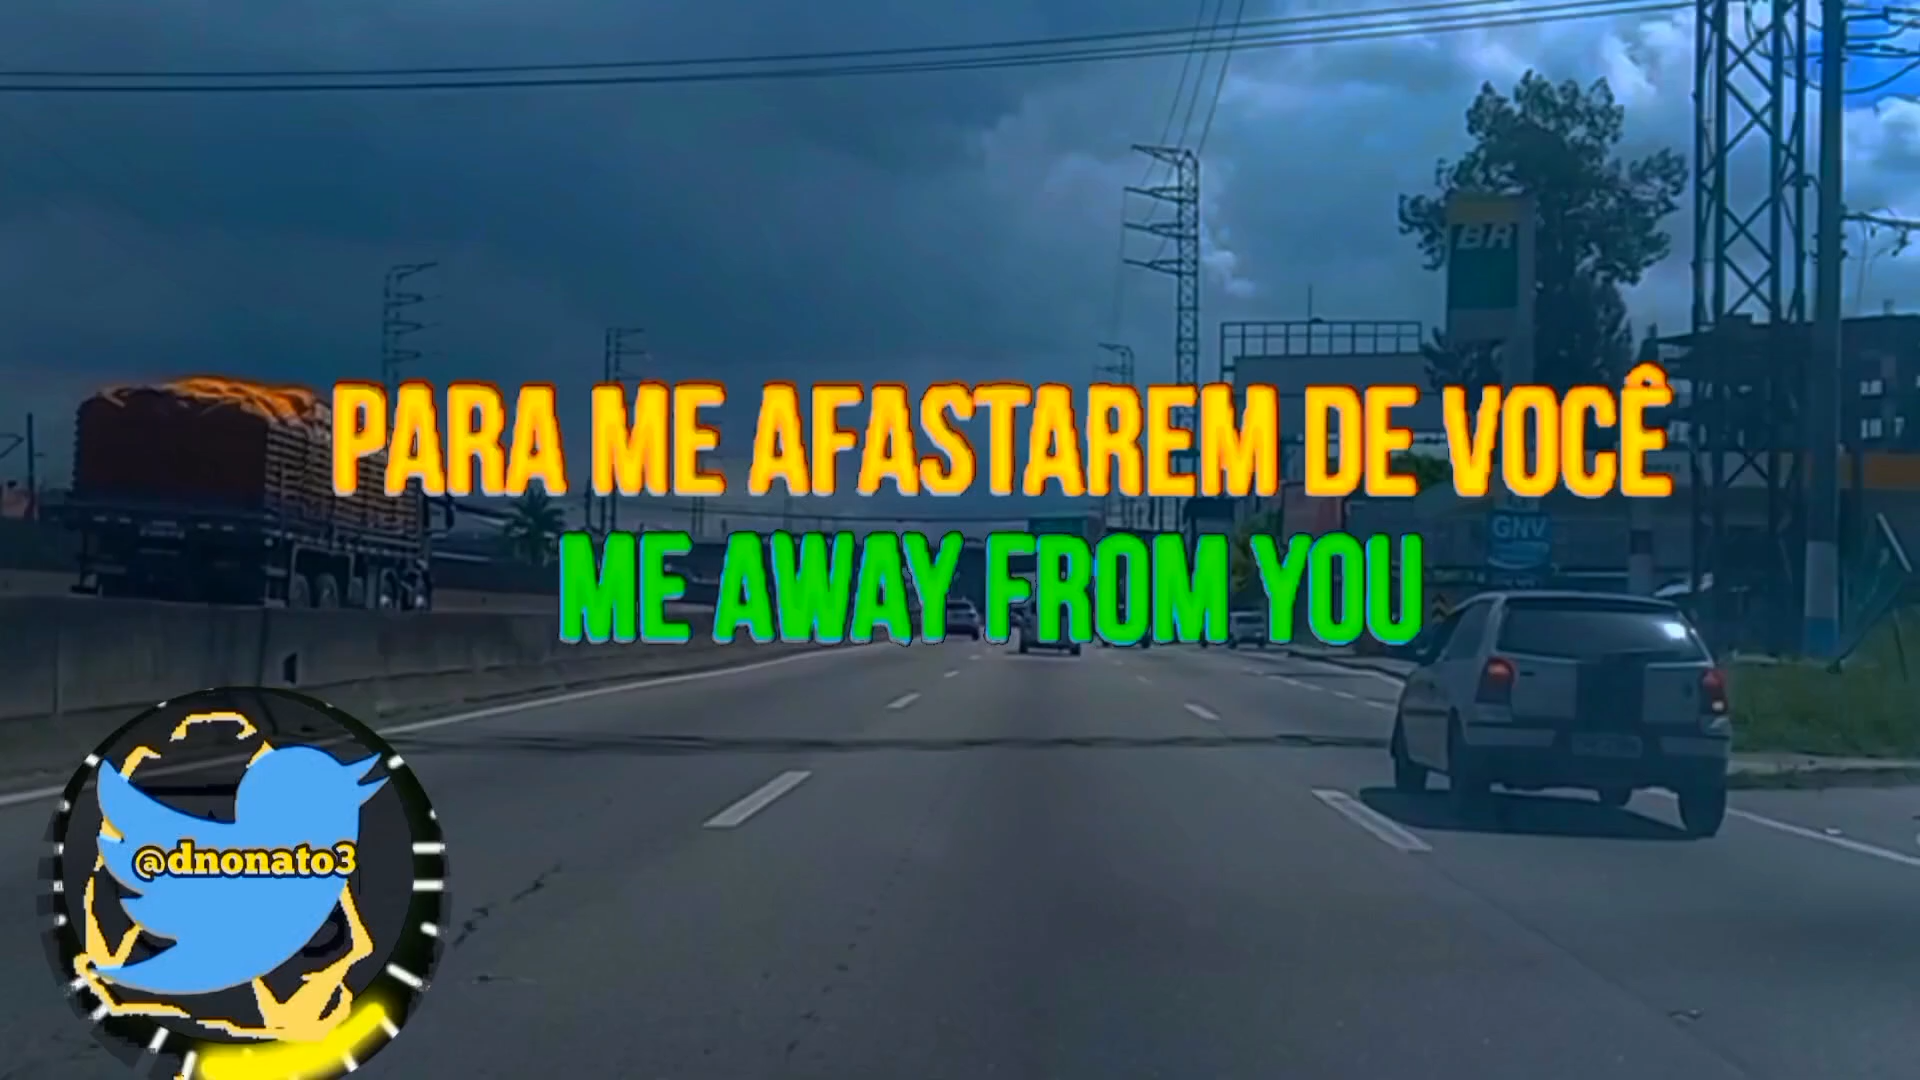 BR
PARA ME AFASTAREM DE VOCÊ
GNV
ME AWAY FROM YOU
@dnonato3